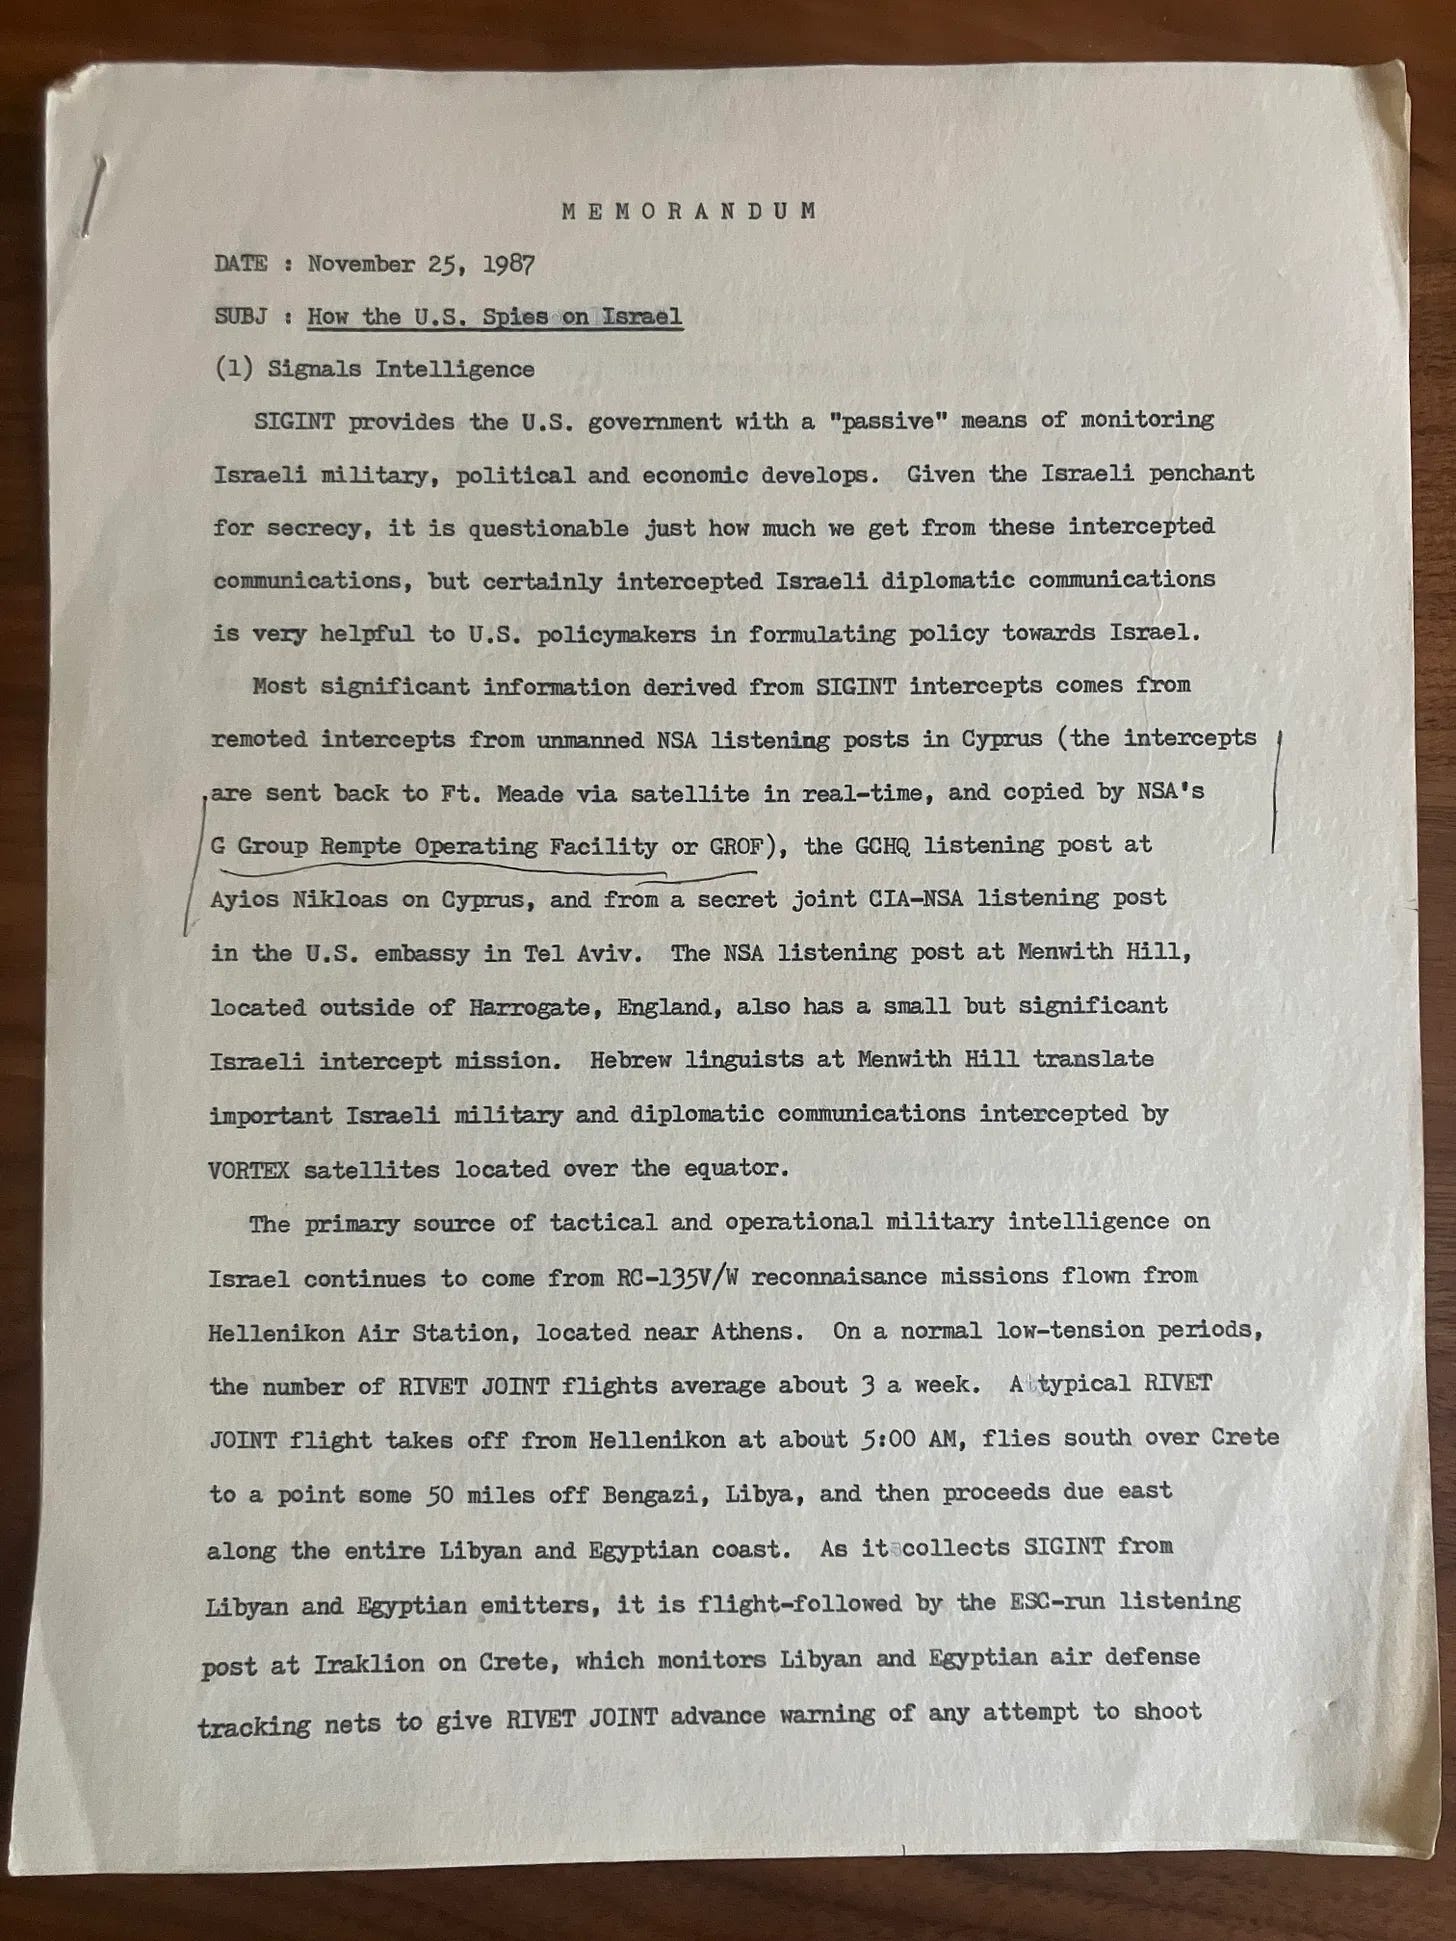 MEMORANDUM
DATE : November 25, 1987
SUBJ : How the U.S. Spies on Israel
(1) Signals Intelligence
SIGINT provides the U.S. government with a "passive" means of monitoring
Israeli military, political and economic develops. Given the Israeli penchant
for secrecy, it is questionable just how much we get from these intercepted
communications, but certainly intercepted Israeli diplomatic communications
is very helpful to U.S. policymakers in formulating policy towards Israel.
Most significant information derived from SIGINT intercepts comes from
remoted intercepts from unmanned NSA listening posts in Cyprus (the intercepts
are sent back to Ft. Meade via satellite in real-time, and copied by NSA's
G Group Rempte Operating Facility or GROF), the GCHQ listening post at
Ayios Nikloas on Cyprus, and from a secret joint CIA-NSA listening post
in the U.S. embassy in Tel Aviv. The NSA listening post at Menwith Hill,
located outside of Harrogate, England, also has a small but significant
Israeli intercept mission. Hebrew linguists at Menwith Hill translate
important Israeli military and diplomatic communications intercepted by
VORTEX satellites located over the equator.
The primary source of tactical and operational military intelligence on
Israel continues to come from RC-135V/W reconnaisance missions flown from
Hellenikon Air Station, located near Athens. On a normal low-tension periods,
the number of RIVET JOINT flights average about 3 a week. A typical RIVET
JOINT flight takes off from Hellenikon at about 5:00 AM, flies south over Crete
to a point some 50 miles off Bengazi, Libya, and then proceeds due east
along the entire Libyan and Egyptian coast. As it collects SIGINT from
Libyan and Egyptian emitters, it is flight-followed by the ESC-run listening
post at Iraklion on Crete, which monitors Libyan and Egyptian air defense
tracking nets to give RIVET JOINT advance warning of any attempt to shoot